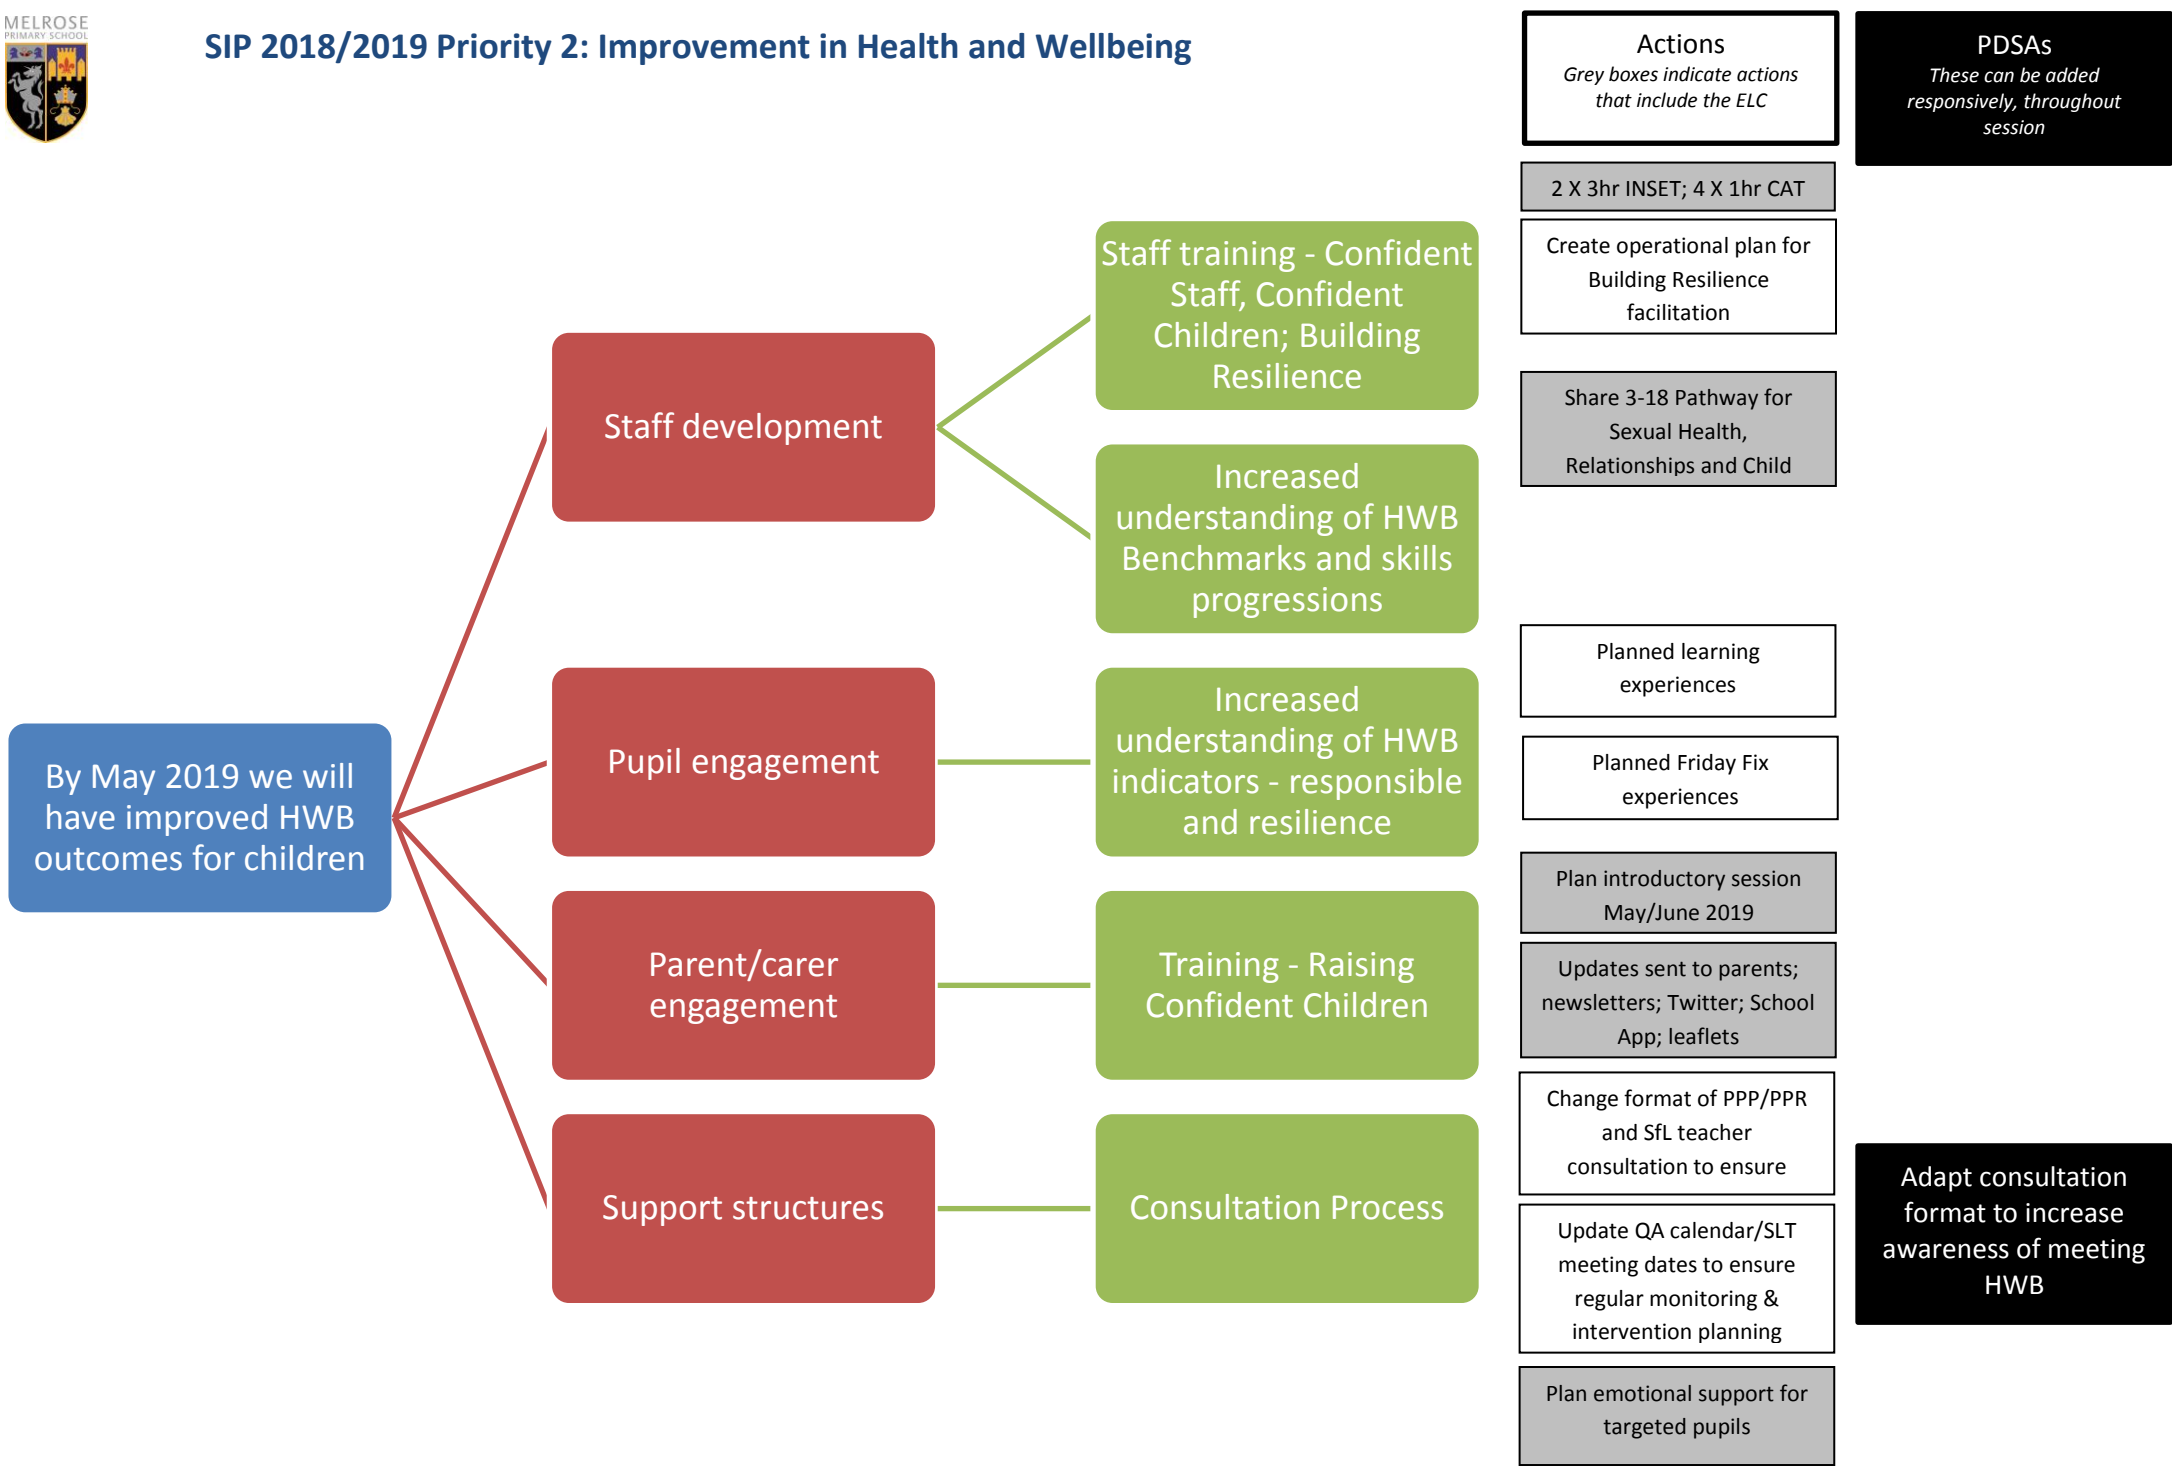 MELROSE
PRIMARY SCHOOL
SIP 2018/2019 Priority 2: Improvement in Health and Wellbeing
Actions
Grey boxes indicate actions
that include the ELC
PDSAs
These can be added
responsively, throughout
session
By May 2019 we will
have improved HWB
outcomes for children
Staff development
Staff training - Confident
Staff, Confident
Children; Building
Resilience
Increased
understanding of HWB
Benchmarks and skills
progressions
Pupil engagement
Increased
understanding of HWB
indicators - responsible
and resilience
Parent/carer
engagement
Training - Raising
Confident Children
Support structures
Consultation Process
2 X 3hr INSET; 4 X 1hr CAT
Create operational plan for
Building Resilience
facilitation
Share 3-18 Pathway for
Sexual Health,
Relationships and Child
Planned learning
experiences
Planned Friday Fix
experiences
Plan introductory session
May/June 2019
Updates sent to parents;
newsletters; Twitter; School
App; leaflets
Change format of PPP/PPR
and SfL teacher
consultation to ensure
Update QA calendar/SLT
meeting dates to ensure
regular monitoring &
intervention planning
Plan emotional support for
targeted pupils
Adapt consultation
format to increase
awareness of meeting
HWB